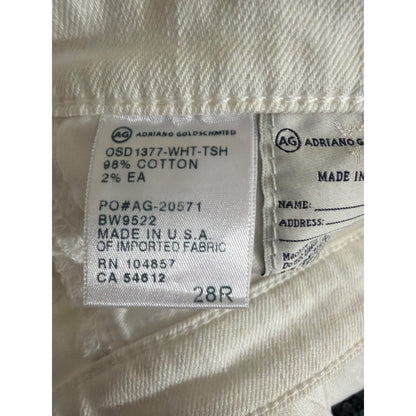 AG ADRIANO GOLDSCHMIED
OSD1377-WHT-TSH
98% COTTON
2% EA
PO#AG-20571
BW9522
MADE IN U.S.A.
OF IMPORTED FABRIC
RN 104857
CA 54612
28R
AG ADRIANO GO
MADE IN
NAME:
ADDRESS: